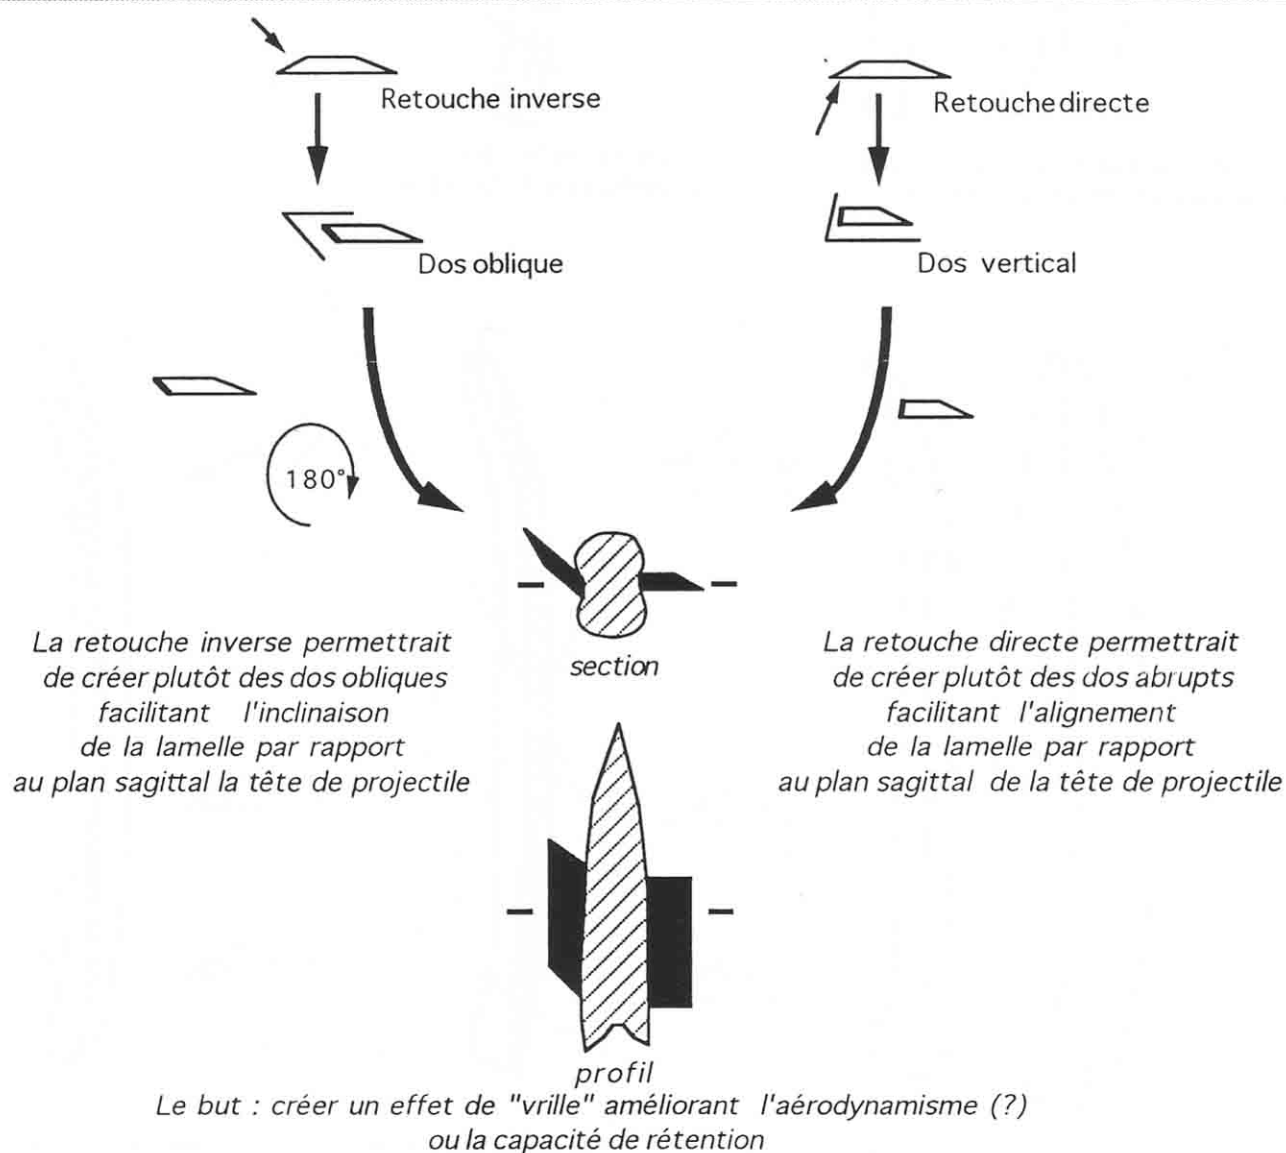 Retouche inverse
Retouche directe
Dos oblique
Dos vertical
180°
section
La retouche inverse permettrait
de créer plutôt des dos obliques
facilitant l'inclinaison
de la lamelle par rapport
au plan sagittal la tête de projectile
La retouche directe permettrait
de créer plutôt des dos abrupts
facilitant l'alignement
de la lamelle par rapport
au plan sagittal de la tête de projectile
profil
Le but : créer un effet de "vrille" améliorant l'aérodynamisme (?)
ou la capacité de rétention